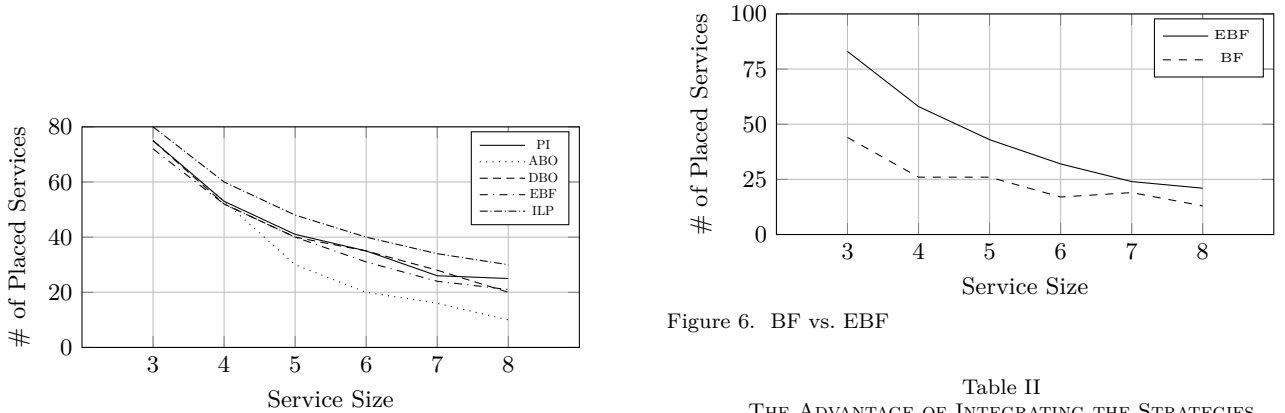 80
60
40
20
0
# of Placed Services
PI
ABO
DBO
EBF
ILP
3 4 5 6 7 8
Service Size
100
75
50
25
0
# of Placed Services
EBF
BF
3 4 5 6 7 8
Service Size
Figure 6. BF vs. EBF
Table II
The Advantage of Integrating the Strategies